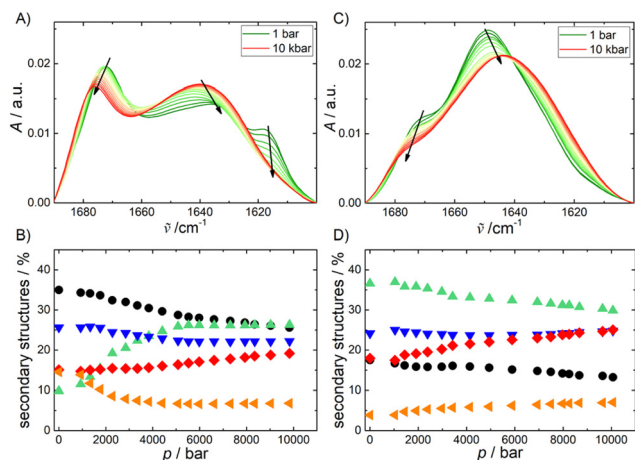 A)
1 bar
10 kbar
A / a.u.
0.02
0.01
0.00
1680 1660 1640 1620
ṽ /cm⁻¹
C)
1 bar
10 kbar
A / a.u.
0.02
0.01
0.00
1680 1660 1640 1620
ṽ /cm⁻¹
B)
secondary structures / %
40
30
20
10
0
0 2000 4000 6000 8000 10000
p / bar
D)
secondary structures / %
40
30
20
10
0
0 2000 4000 6000 8000 10000
p / bar